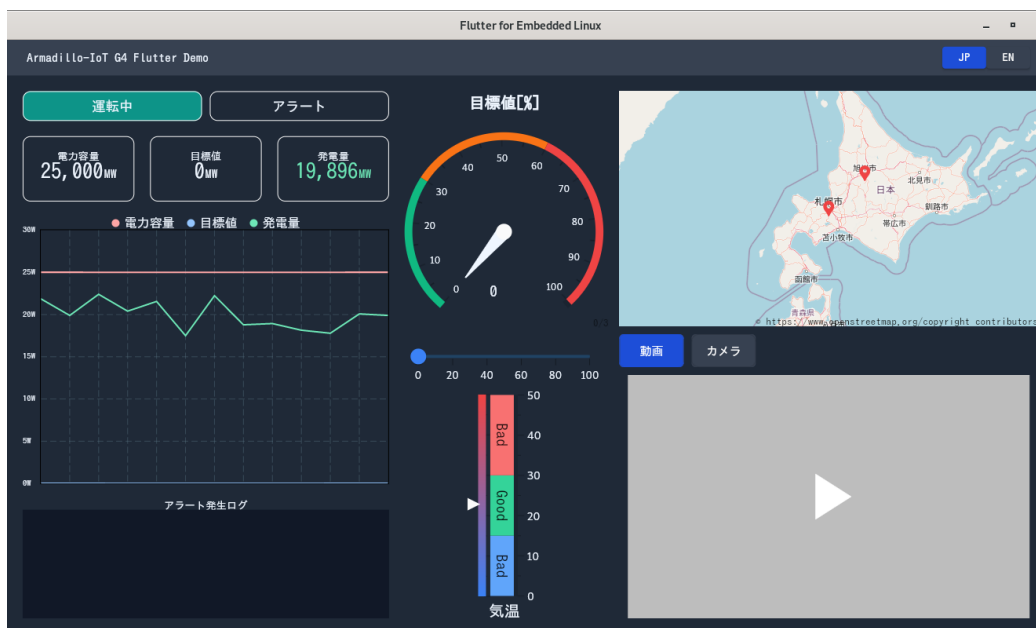 Flutter for Embedded Linux
Armadillo-IoT G4 Flutter Demo
JP EN
運転中 アラート
電力容量
25,000MW
目標値
0MW
発電量
19,896MW
電力容量 目標値 発電量
30W
25W
20W
15W
10W
5W
0W
アラート発生ログ
目標値[%]
0 10 20 30 40 50 60 70 80 90 100
0
0 20 40 60 80 100
50
40
30
20
10
0
Bad
Good
Bad
気温
北見市
日本
札幌市
釧路市
帯広市
苫小牧市
函館市
青森県
© https://www.openstreetmap.org/copyright contributors
動画 カメラ